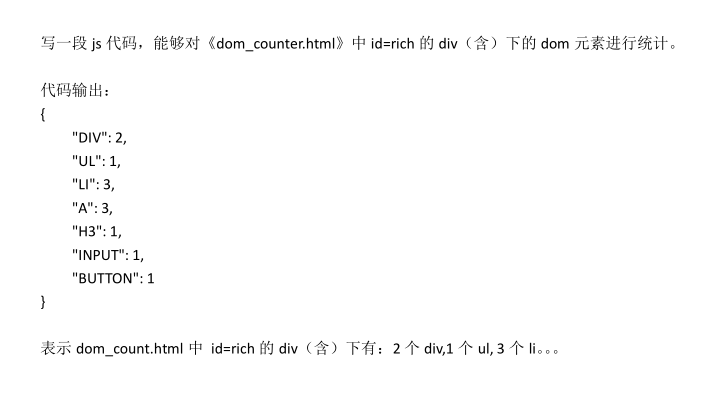 写一段 js 代码，能够对《dom_counter.html》中 id=rich 的 div（含）下的 dom 元素进行统计。
代码输出：
{
"DIV": 2,
"UL": 1,
"LI": 3,
"A": 3,
"H3": 1,
"INPUT": 1,
"BUTTON": 1
}
表示 dom_count.html 中 id=rich 的 div（含）下有：2 个 div,1 个 ul, 3 个 li。。。